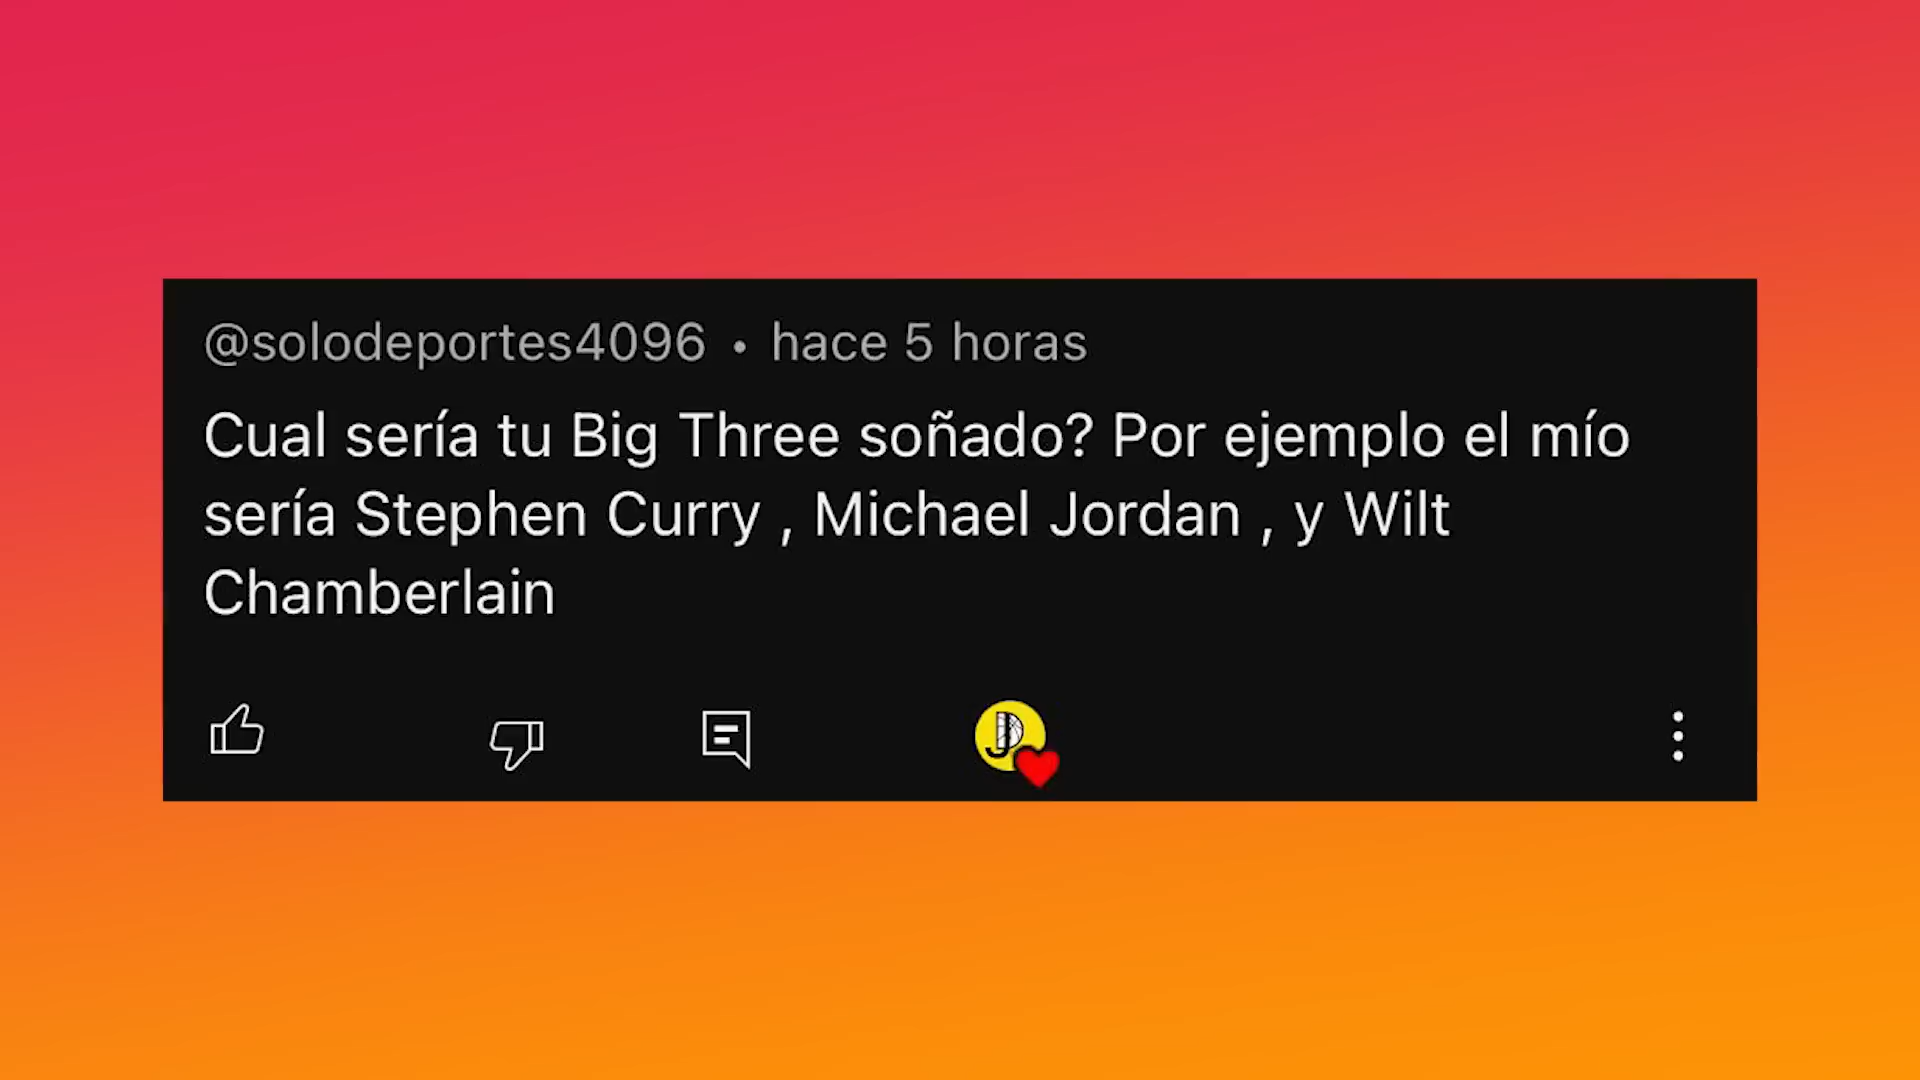 @solodeportes4096 • hace 5 horas
Cual sería tu Big Three soñado? Por ejemplo el mío
sería Stephen Curry , Michael Jordan , y Wilt
Chamberlain